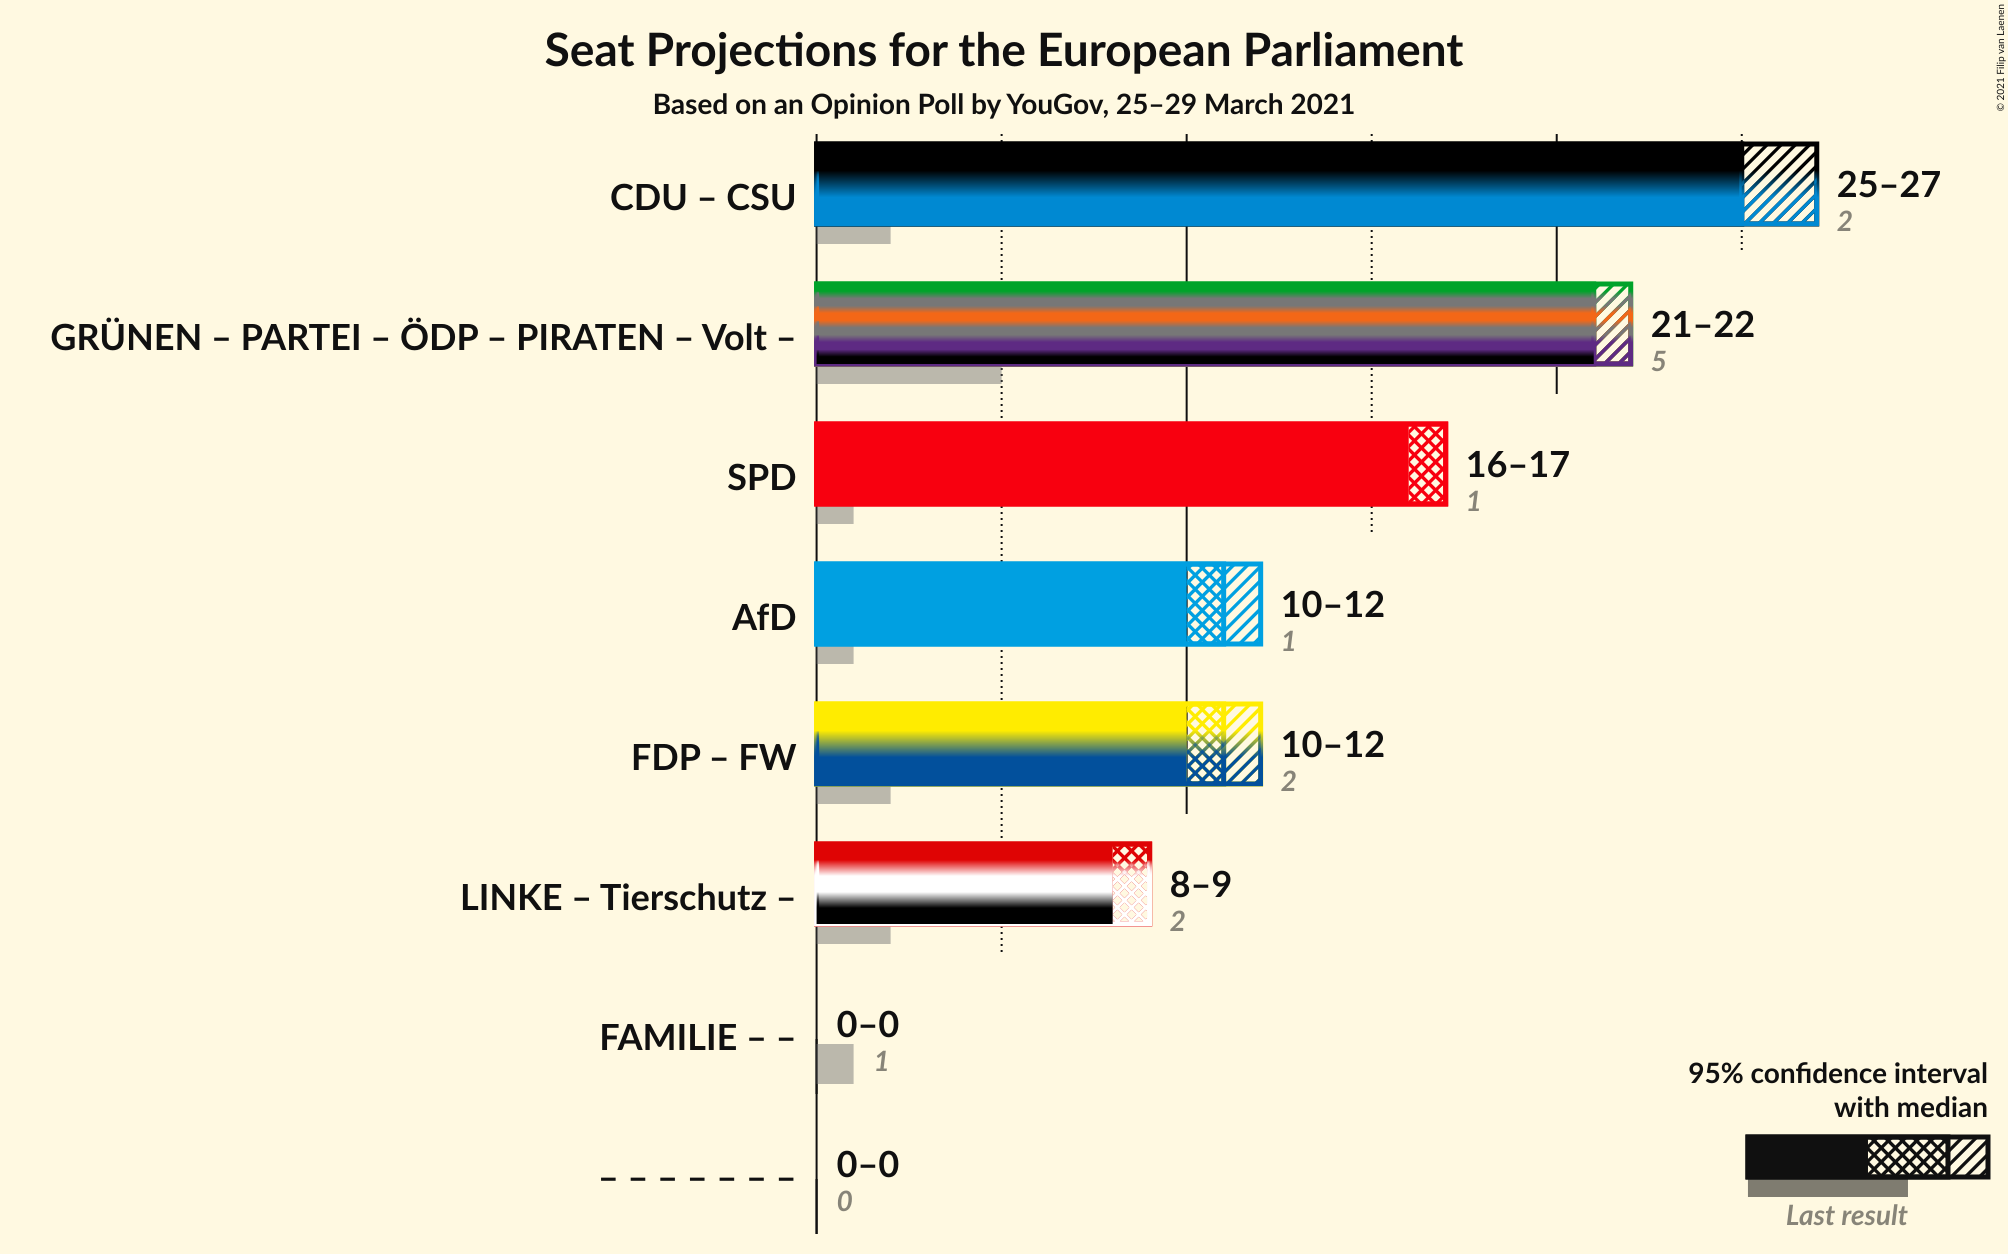 Seat Projections for the European Parliament
Based on an Opinion Poll by YouGov, 25–29 March 2021
© 2021 Filip van Laenen
CDU – CSU
25–27
2
GRÜNEN – PARTEI – ÖDP – PIRATEN – Volt –
21–22
5
SPD
16–17
1
AfD
10–12
1
FDP – FW
10–12
2
LINKE – Tierschutz –
8–9
2
FAMILIE – –
0–0
1
– – – – – – –
0–0
0
95% confidence interval
with median
Last result